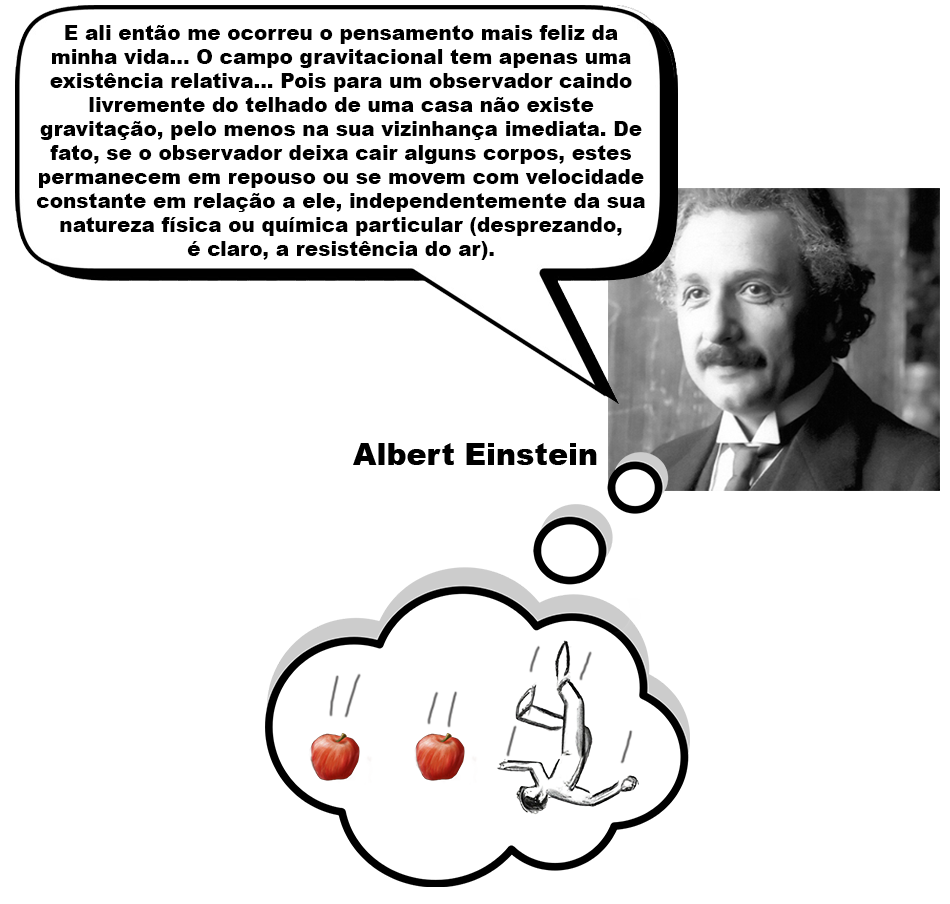 E ali então me ocorreu o pensamento mais feliz da
minha vida... O campo gravitacional tem apenas uma
existência relativa... Pois para um observador caindo
livremente do telhado de uma casa não existe
gravitação, pelo menos na sua vizinhança imediata. De
fato, se o observador deixa cair alguns corpos, estes
permanecem em repouso ou se movem com velocidade
constante em relação a ele, independentemente da sua
natureza física ou química particular (desprezando,
é claro, a resistência do ar).
Albert Einstein